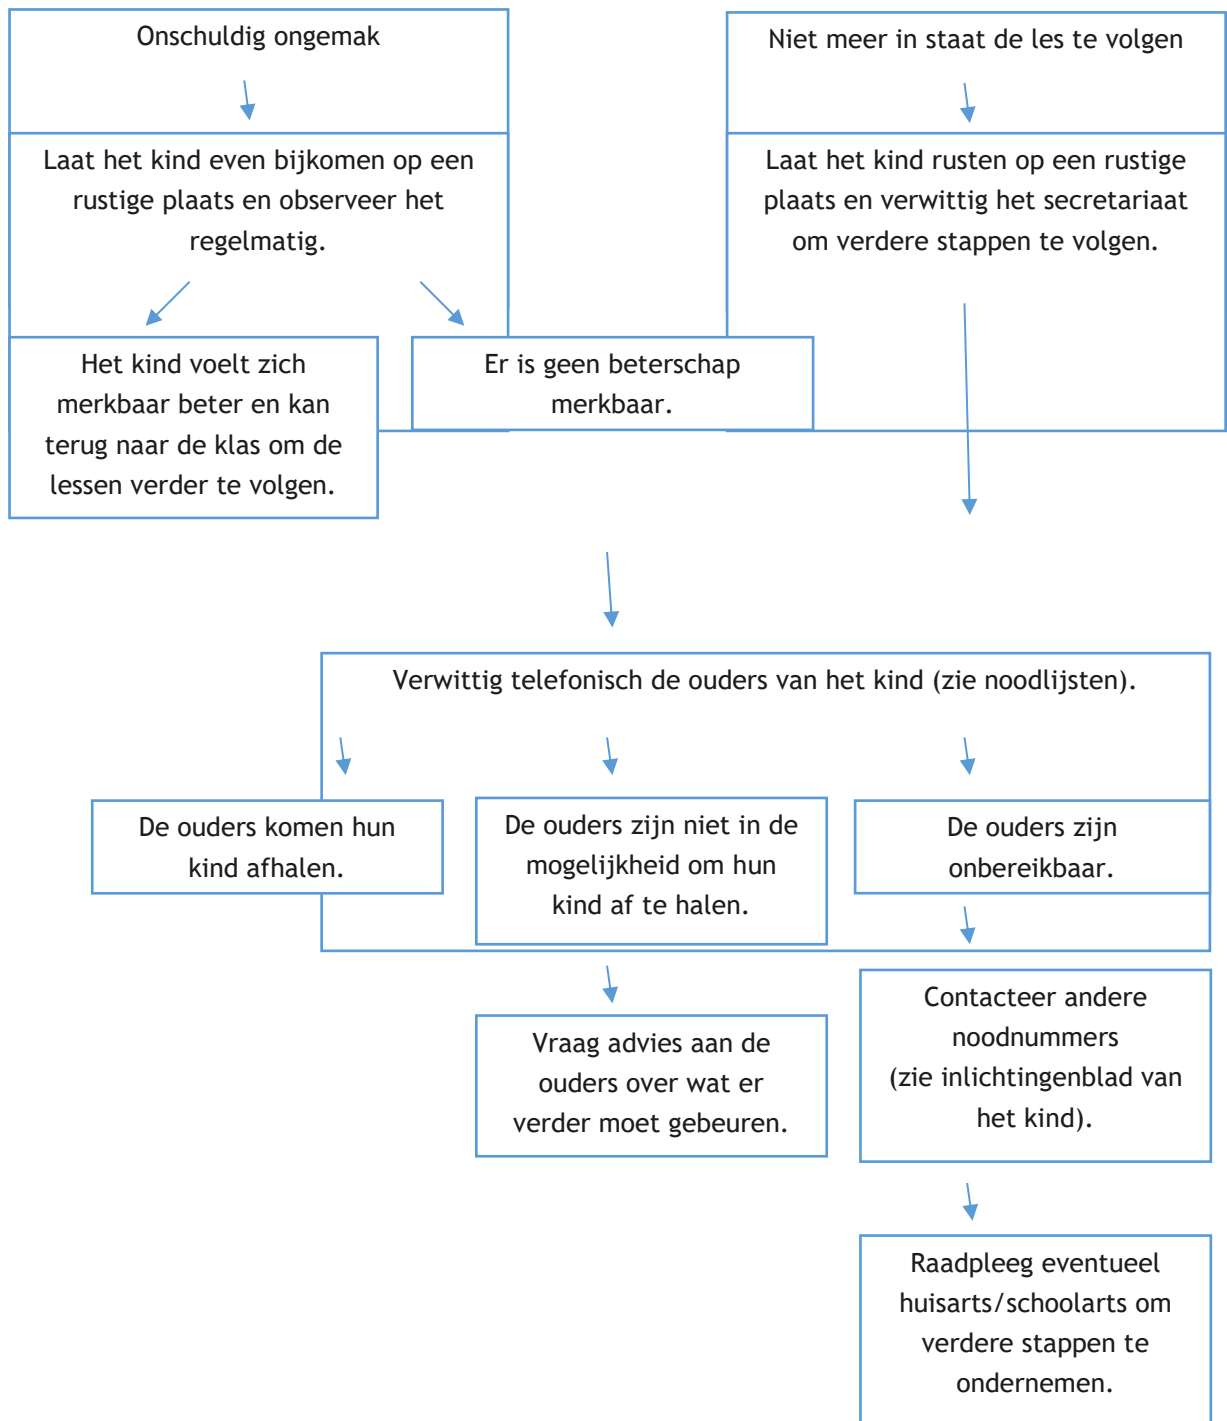 Onschuldig ongemak
Niet meer in staat de les te volgen
Laat het kind even bijkomen op een
rustige plaats en observeer het
regelmatig.
Laat het kind rusten op een rustige
plaats en verwittig het secretariaat
om verdere stappen te volgen.
Het kind voelt zich
merkbaar beter en kan
terug naar de klas om de
lessen verder te volgen.
Er is geen beterschap
merkbaar.
Verwittig telefonisch de ouders van het kind (zie noodlijsten).
De ouders komen hun
kind afhalen.
De ouders zijn niet in de
mogelijkheid om hun
kind af te halen.
De ouders zijn
onbereikbaar.
Vraag advies aan de
ouders over wat er
verder moet gebeuren.
Contacteer andere
noodnummers
(zie inlichtingenblad van
het kind).
Raadpleeg eventueel
huisarts/schoolarts om
verdere stappen te
ondernemen.